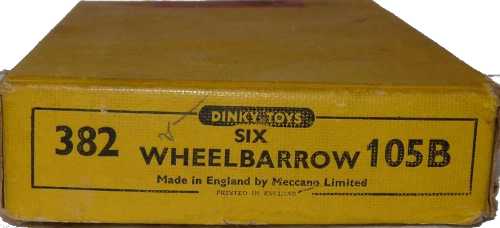 DINKY TOYS
382 SIX 105B
WHEELBARROW
Made in England by Meccano Limited
PRINTED IN ENGLAND